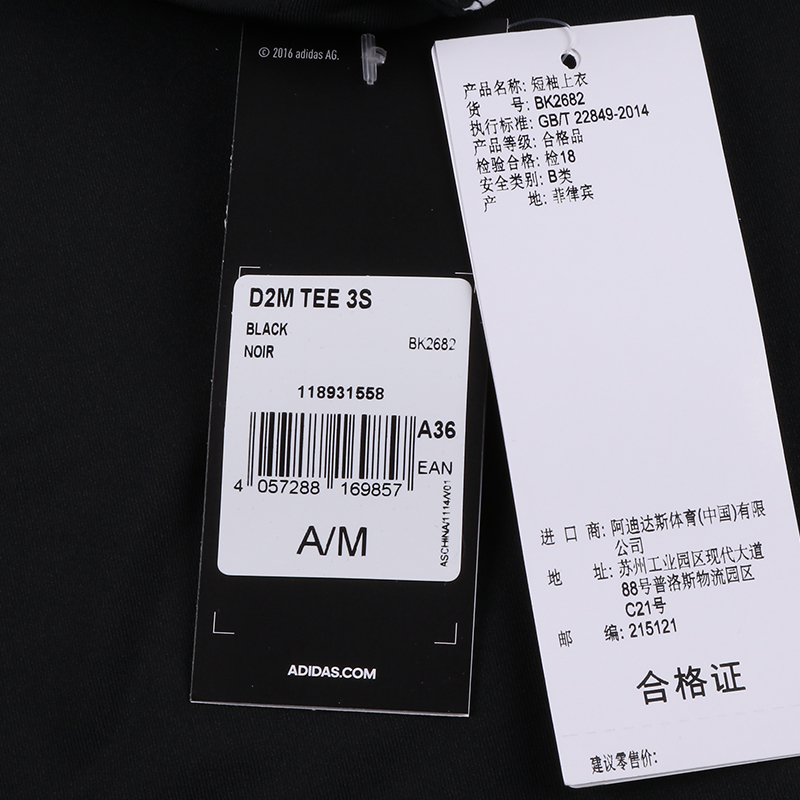 © 2016 adidas AG.
D2M TEE 3S
BLACK
NOIR
BK2682
118931558
A36
EAN
4 057288 169857
A/M
ASCHINA/1114/V01
ADIDAS.COM
产品名称: 短袖上衣
货 号: BK2682
执行标准: GB/T 22849-2014
产品等级: 合格品
检验合格: 检18
安全类别: B类
产 地: 菲律宾
进 口 商: 阿迪达斯体育(中国)有限
公司
地 址: 苏州工业园区现代大道
88号普洛斯物流园区
C21号
邮 编: 215121
合格证
建议零售价: